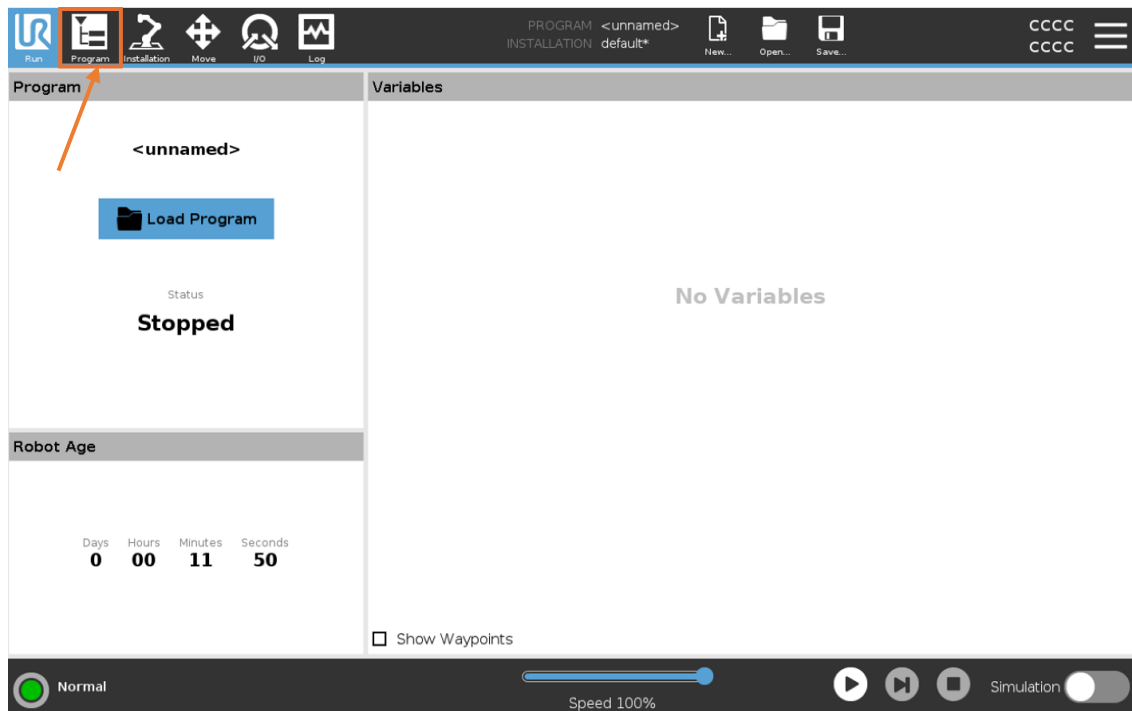 UR
Run
Program
Installation
Move
I/O
Log
PROGRAM <unnamed>
INSTALLATION default*
New...
Open...
Save...
CCCC
CCCC
Program
<unnamed>
Load Program
Status
Stopped
Robot Age
Days Hours Minutes Seconds
0 00 11 50
Variables
No Variables
Show Waypoints
Normal
Speed 100%
Simulation